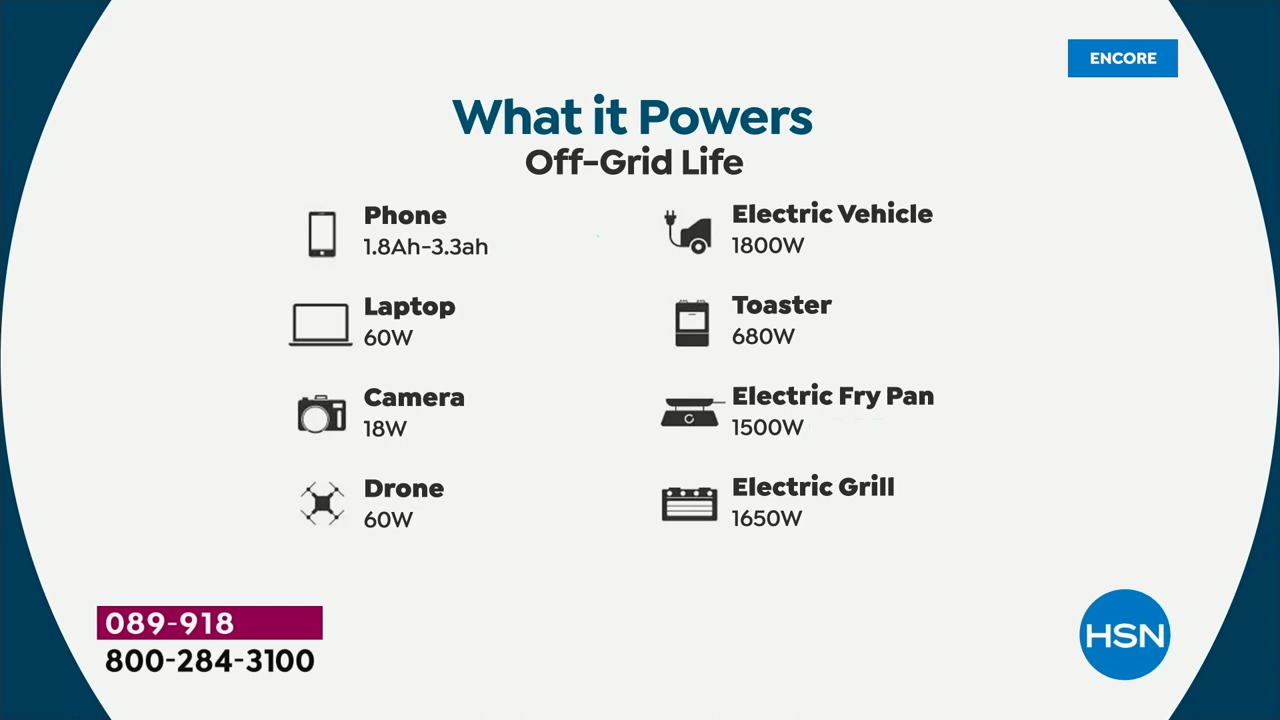 ENCORE
What it Powers
Off-Grid Life
Phone
1.8Ah-3.3ah
Laptop
60W
Camera
18W
Drone
60W
Electric Vehicle
1800W
Toaster
680W
Electric Fry Pan
1500W
Electric Grill
1650W
089-918
800-284-3100
HSN